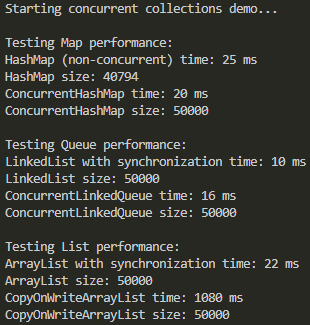 Starting concurrent collections demo...
Testing Map performance:
HashMap (non-concurrent) time: 25 ms
HashMap size: 40794
ConcurrentHashMap time: 20 ms
ConcurrentHashMap size: 50000
Testing Queue performance:
LinkedList with synchronization time: 10 ms
LinkedList size: 50000
ConcurrentLinkedQueue time: 16 ms
ConcurrentLinkedQueue size: 50000
Testing List performance:
ArrayList with synchronization time: 22 ms
ArrayList size: 50000
CopyOnWriteArrayList time: 1080 ms
CopyOnWriteArrayList size: 50000